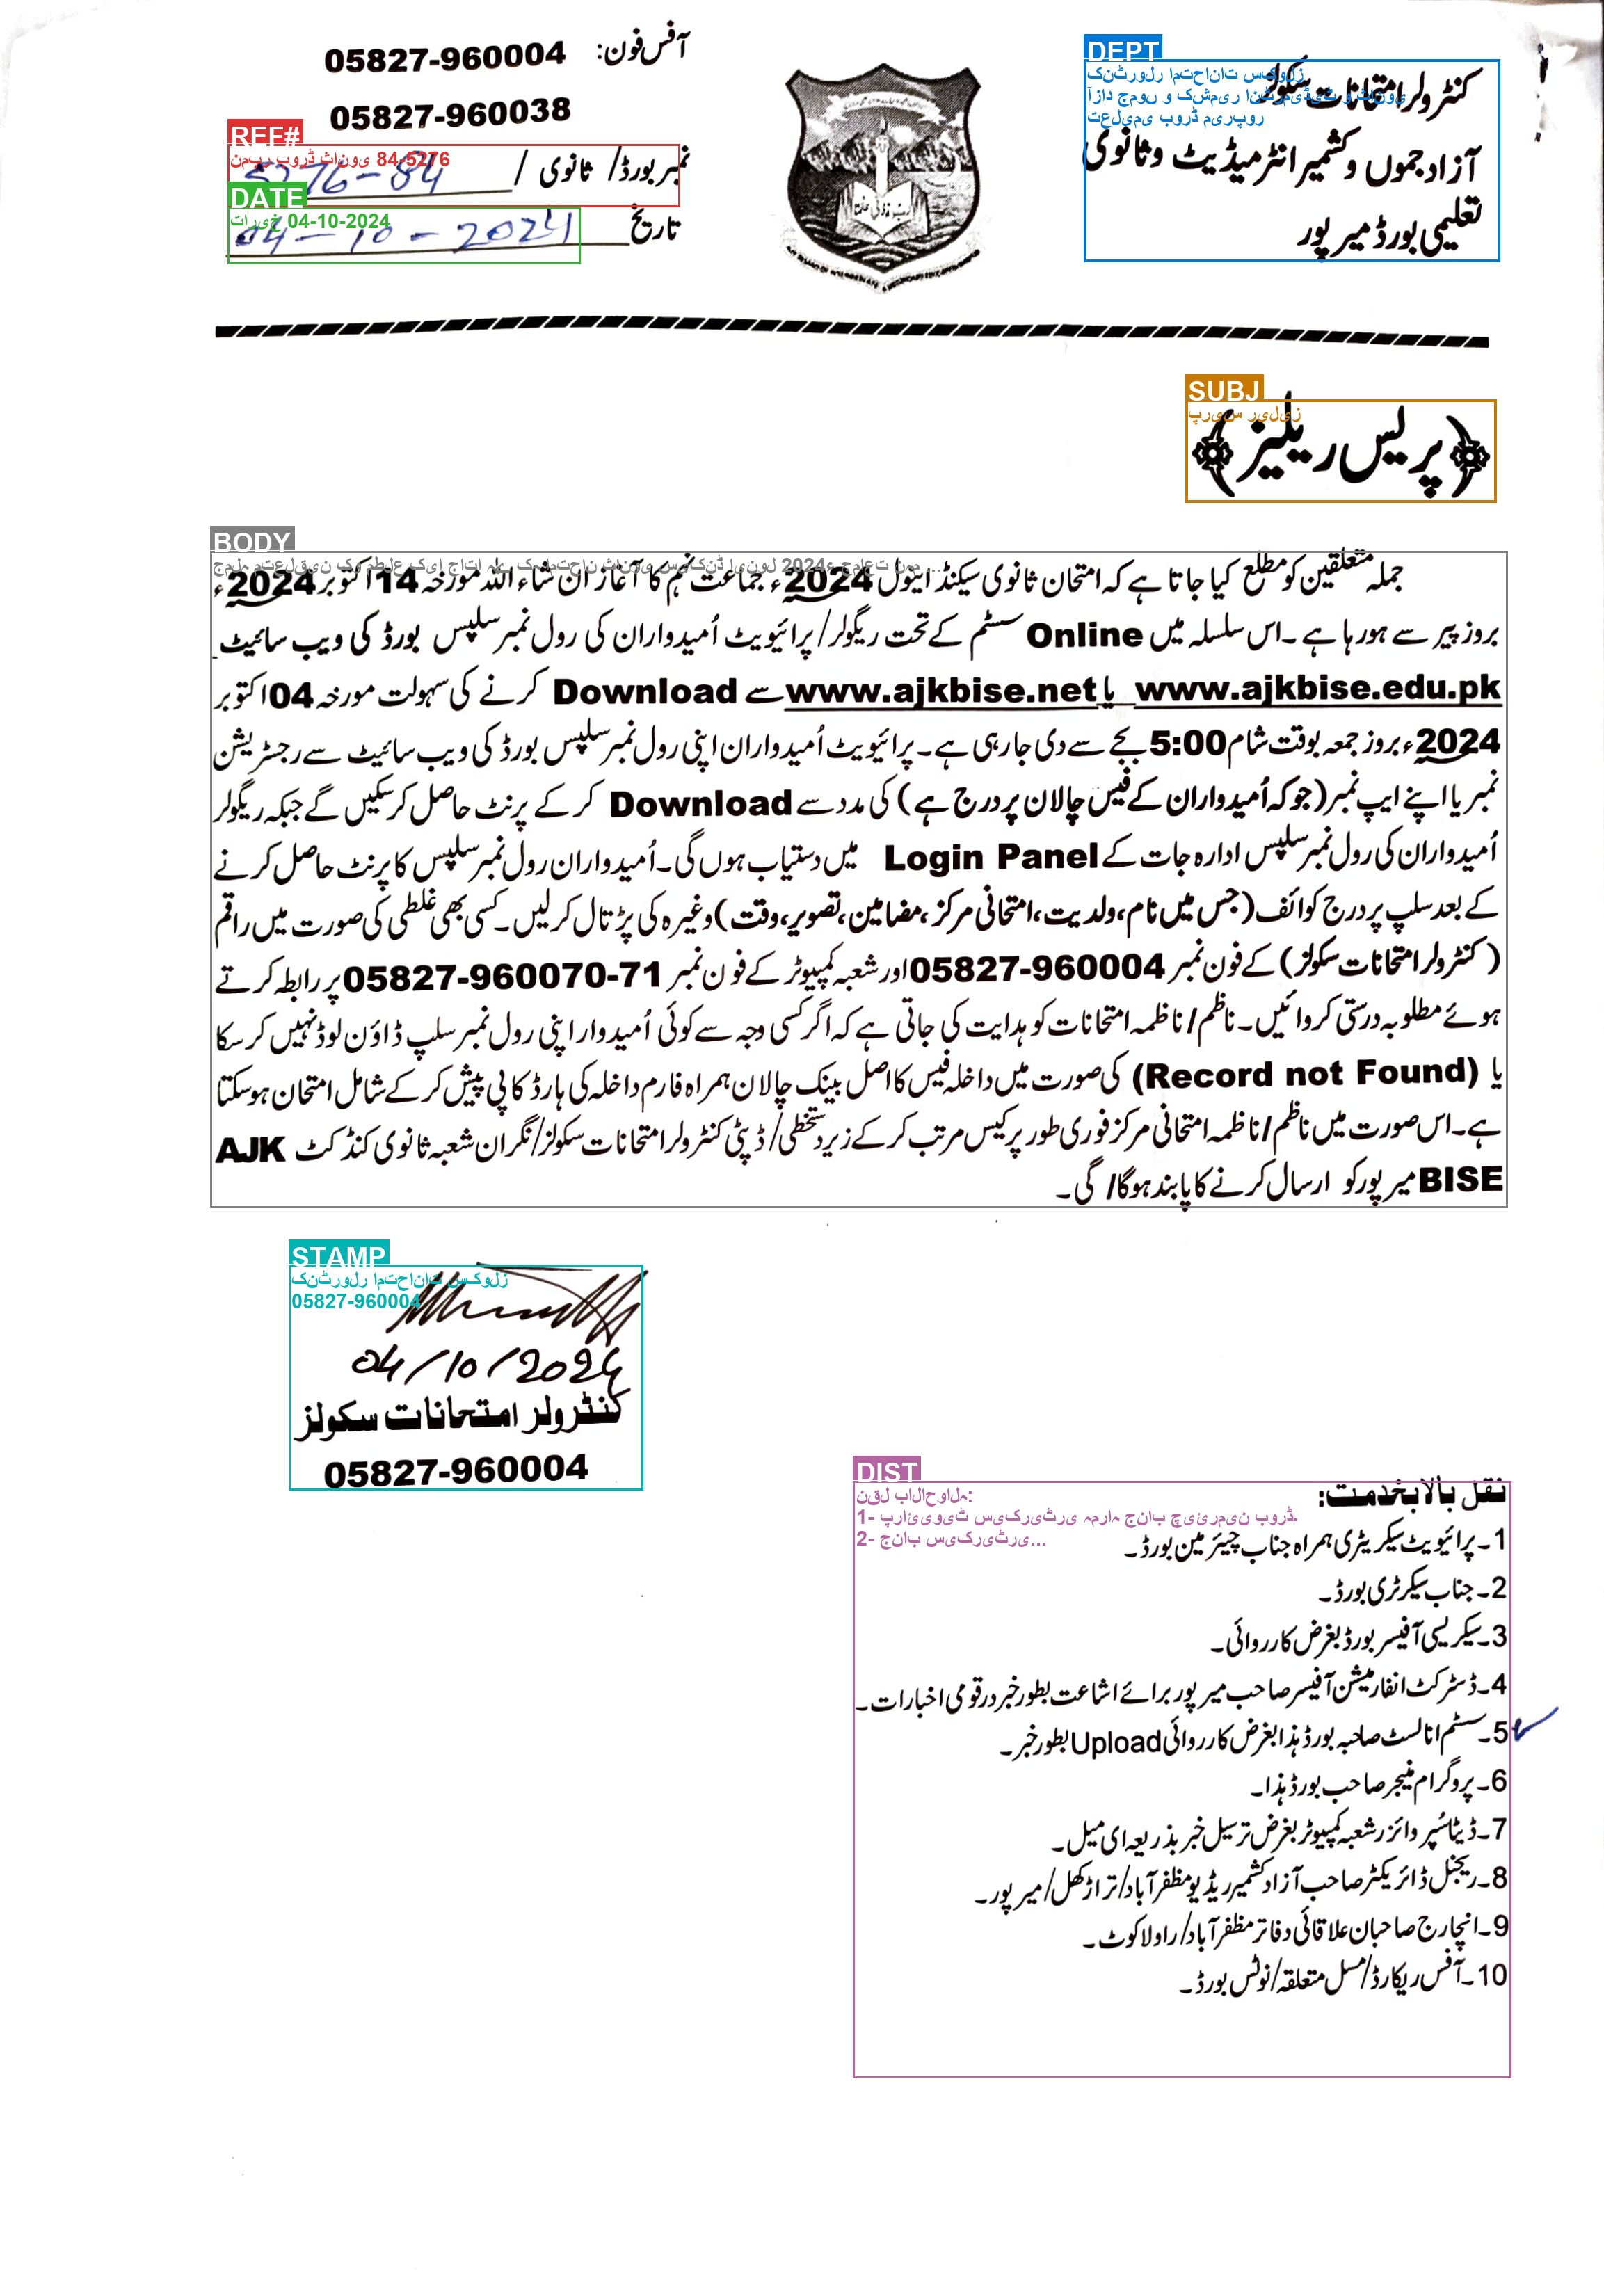 آفس فون: 05827-960004
05827-960038
نمبر بورڈ/ ثانوی / 5276-84
تاریخ 04-10-2024
کنٹرولر امتحانات سکولز
آزاد جموں و کشمیر انٹرمیڈیٹ و ثانوی
تعلیمی بورڈ میرپور
REF#
DATE
DEPT
SUBJ
پریس ریلیز
BODY
جملہ متعلقین کو مطلع کیا جاتا ہے کہ امتحان ثانوی سیکنڈ اینول 2024ء جماعت نہم کا آغاز ان شاء اللہ مورخہ 14 اکتوبر 2024ء
بروز پیر سے ہو رہا ہے۔ اس سلسلہ میں Online سسٹم کے تحت ریگولر/ پرائیویٹ اُمیدواران کی رول نمبر سلپس بورڈ کی ویب سائیٹ
www.ajkbise.edu.pk یا www.ajkbise.net سے Download کرنے کی سہولت مورخہ 04 اکتوبر
2024ء بروز جمعہ بوقت شام 5:00 بجے سے دی جا رہی ہے۔ پرائیویٹ اُمیدواران اپنی رول نمبر سلپس بورڈ کی ویب سائیٹ سے رجسٹریشن
نمبر یا اپنے ایپ نمبر (جو کہ اُمیدواران کے فیس چالان پر درج ہے) کی مدد سے Download کر کے پرنٹ حاصل کر سکیں گے جبکہ ریگولر
اُمیدواران کی رول نمبر سلپس ادارہ جات کے Login Panel میں دستیاب ہوں گی۔ اُمیدواران رول نمبر سلپس کا پرنٹ حاصل کرنے
کے بعد سلپ پر درج کوائف (جس میں نام، ولدیت، امتحانی مرکز، مضامین، تصویر، وقت) وغیرہ کی پڑتال کر لیں۔ کسی بھی غلطی کی صورت میں راقم
(کنٹرولر امتحانات سکولز) کے فون نمبر 05827-960004 اور شعبہ کمپیوٹر کے فون نمبر 05827-960070-71 پر رابطہ کرتے
ہوئے مطلوبہ درستی کروائیں۔ ناظم/ ناظمہ امتحانات کو ہدایت کی جاتی ہے کہ اگر کسی وجہ سے کوئی اُمیدوار اپنی رول نمبر سلپ ڈاؤن لوڈ نہیں کر سکا
یا (Record not Found) کی صورت میں داخلہ فیس کا اصل بینک چالان ہمراہ فارم داخلہ کی ہارڈ کاپی پیش کر کے شامل امتحان ہو سکتا
ہے۔ اس صورت میں ناظم/ ناظمہ امتحانی مرکز فوری طور پر کیس مرتب کر کے زیر دستخطی/ ڈپٹی کنٹرولر امتحانات سکولز/ نگران شعبہ ثانوی کنڈکٹ AJK
BISE میرپور کو ارسال کرنے کا پابند ہوگا/ گی۔
STAMP
04/10/2024
کنٹرولر امتحانات سکولز
05827-960004
DIST
نقل بالا بخدمت:
1۔ پرائیویٹ سیکریٹری ہمراہ جناب چیئرمین بورڈ۔
2۔ جناب سیکرٹری بورڈ۔
3۔ سیکریسی آفیسر بورڈ بغرض کارروائی۔
4۔ ڈسٹرکٹ انفارمیشن آفیسر صاحب میرپور برائے اشاعت بطور خبر در قومی اخبارات۔
5۔ سسٹم انالسٹ صاحبہ بورڈ ہذا بغرض کارروائی Upload بطور خبر۔
6۔ پروگرام منیجر صاحب بورڈ ہذا۔
7۔ ڈیٹا سُپروائزر شعبہ کمپیوٹر بغرض ترسیل خبر بذریعہ ای میل۔
8۔ ریجنل ڈائریکٹر صاحب آزاد کشمیر ریڈیو مظفر آباد/ تراڑکھل/ میرپور۔
9۔ انچارج صاحبان علاقائی دفاتر مظفر آباد/ راولاکوٹ۔
10۔ آفس ریکارڈ/ مسل متعلقہ/ نوٹس بورڈ۔